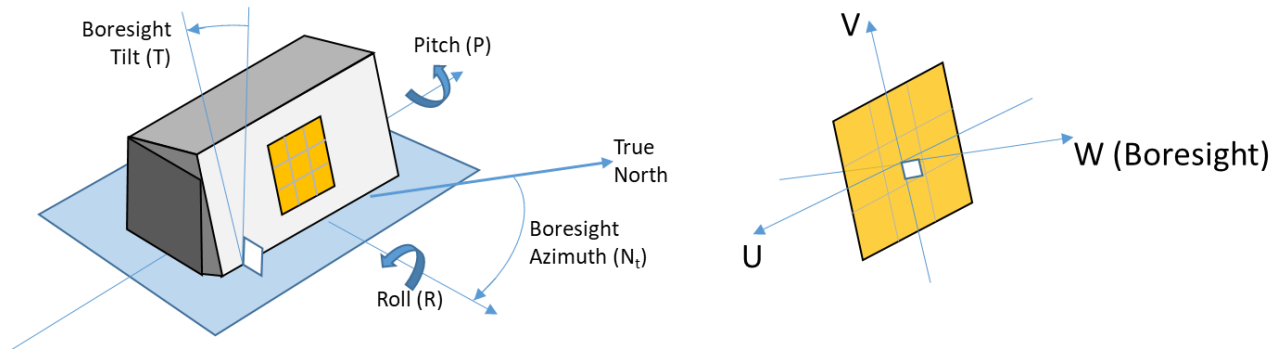 Boresight
Tilt (T)
Pitch (P)
True
North
Boresight
Azimuth (Nt)
Roll (R)
V
W (Boresight)
U